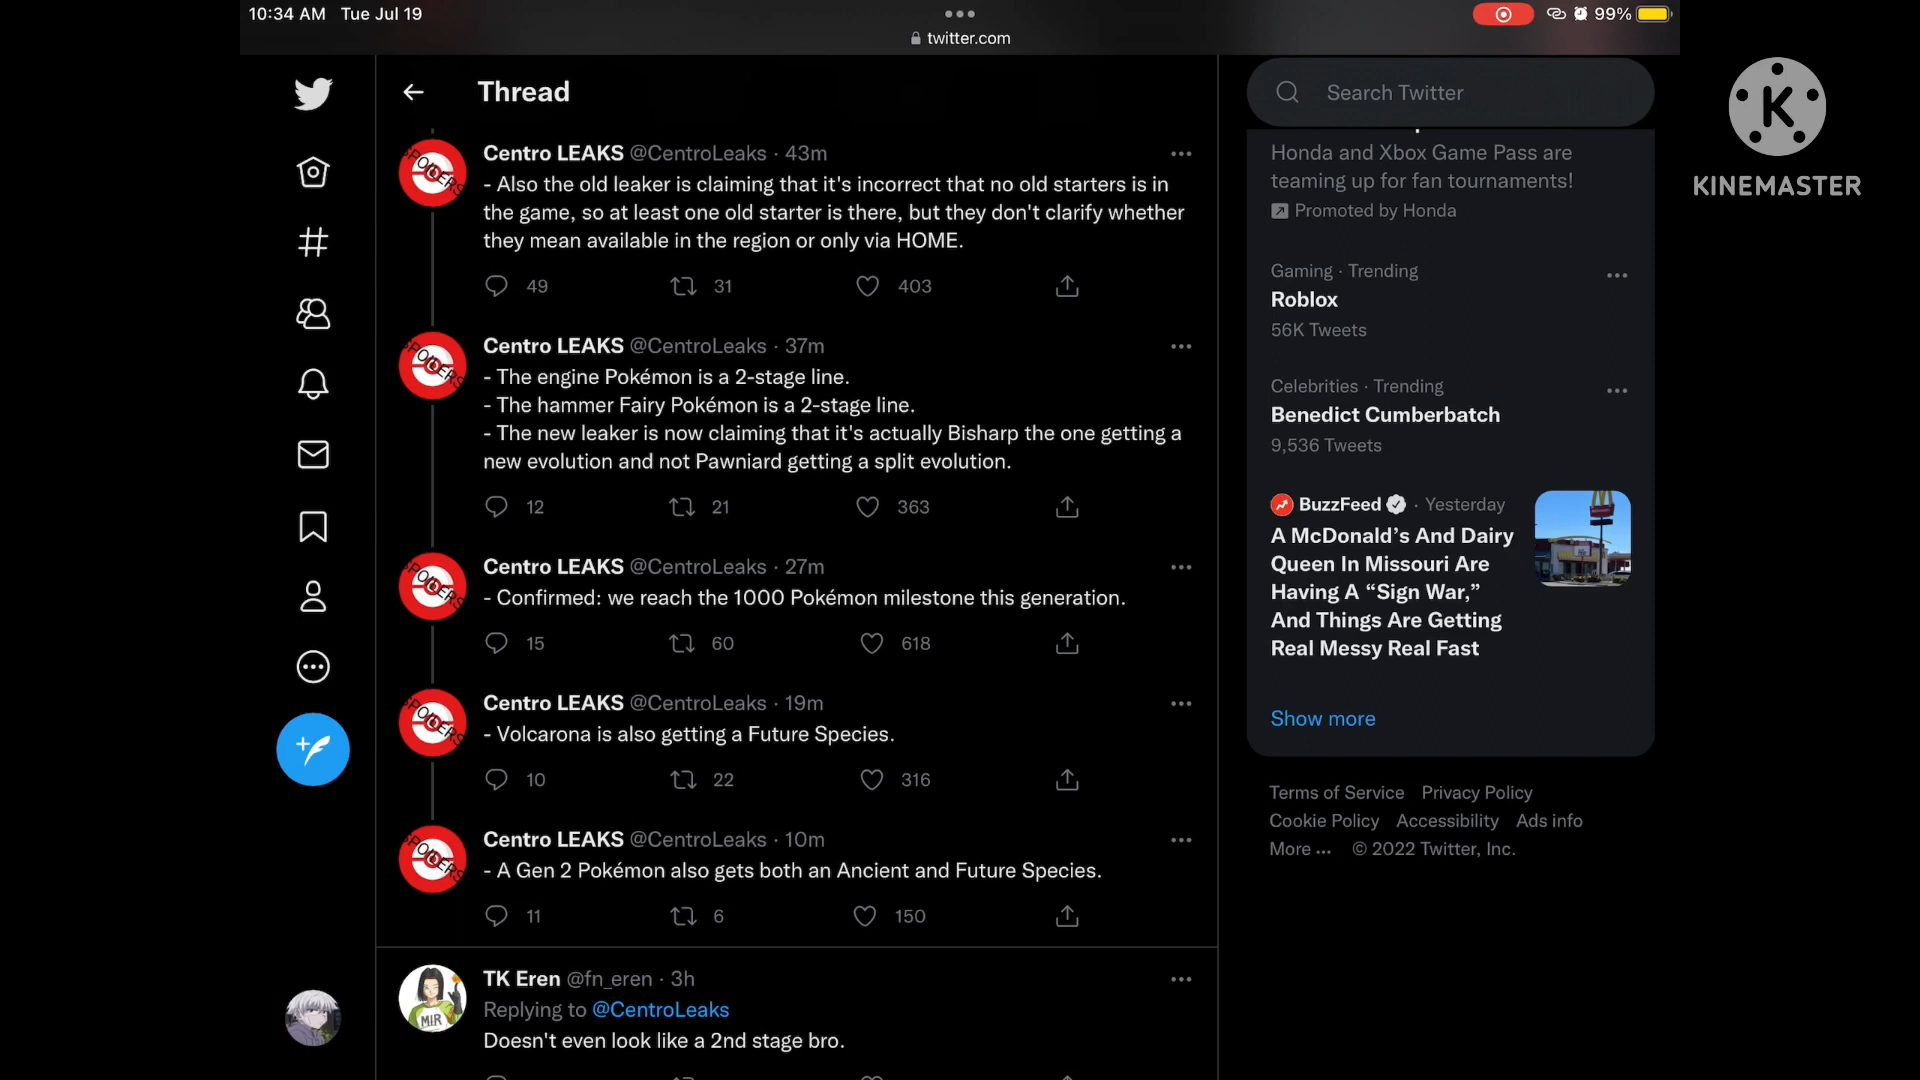 10:34 AM Tue Jul 19
99%
twitter.com
Thread
Centro LEAKS @CentroLeaks · 43m
- Also the old leaker is claiming that it's incorrect that no old starters is in
the game, so at least one old starter is there, but they don't clarify whether
they mean available in the region or only via HOME.
49 31 403
Centro LEAKS @CentroLeaks · 37m
- The engine Pokémon is a 2-stage line.
- The hammer Fairy Pokémon is a 2-stage line.
- The new leaker is now claiming that it's actually Bisharp the one getting a
new evolution and not Pawniard getting a split evolution.
12 21 363
Centro LEAKS @CentroLeaks · 27m
- Confirmed: we reach the 1000 Pokémon milestone this generation.
15 60 618
Centro LEAKS @CentroLeaks · 19m
- Volcarona is also getting a Future Species.
10 22 316
Centro LEAKS @CentroLeaks · 10m
- A Gen 2 Pokémon also gets both an Ancient and Future Species.
11 6 150
TK Eren @fn_eren · 3h
Replying to @CentroLeaks
Doesn't even look like a 2nd stage bro.
MIR
Search Twitter
Honda and Xbox Game Pass are
teaming up for fan tournaments!
Promoted by Honda
Gaming · Trending
Roblox
56K Tweets
Celebrities · Trending
Benedict Cumberbatch
9,536 Tweets
BuzzFeed · Yesterday
A McDonald's And Dairy
Queen In Missouri Are
Having A “Sign War,”
And Things Are Getting
Real Messy Real Fast
Show more
Terms of Service Privacy Policy
Cookie Policy Accessibility Ads info
More ··· © 2022 Twitter, Inc.
K
KINEMASTER